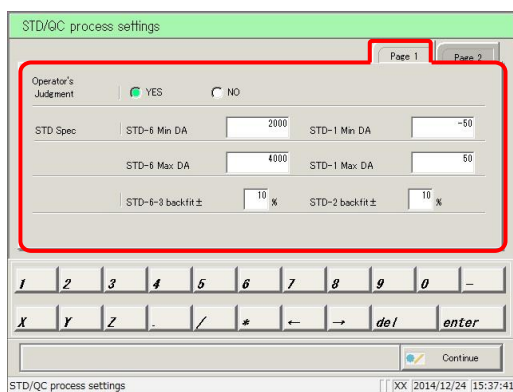 STD/QC process settings
Page 1 Page 2
Operator's
Judgment YES NO
STD Spec STD-6 Min DA 2000 STD-1 Min DA -50
STD-6 Max DA 4000 STD-1 Max DA 50
STD-6-3 backfit± 10 % STD-2 backfit± 10 %
1 2 3 4 5 6 7 8 9 0 -
X Y Z . / * ← → del enter
Continue
STD/QC process settings XX 2014/12/24 15:37:41